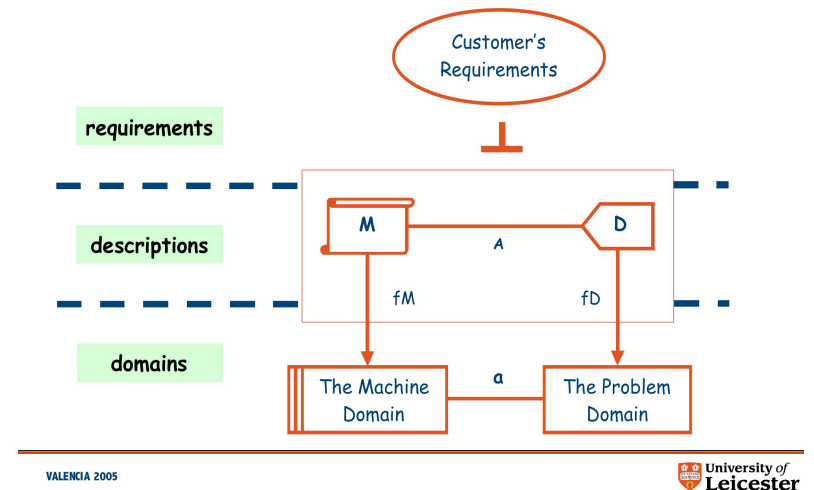 Customer's
Requirements
requirements
M
D
A
descriptions
fM
fD
domains
a
The Machine
Domain
The Problem
Domain
VALENCIA 2005
University of
Leicester